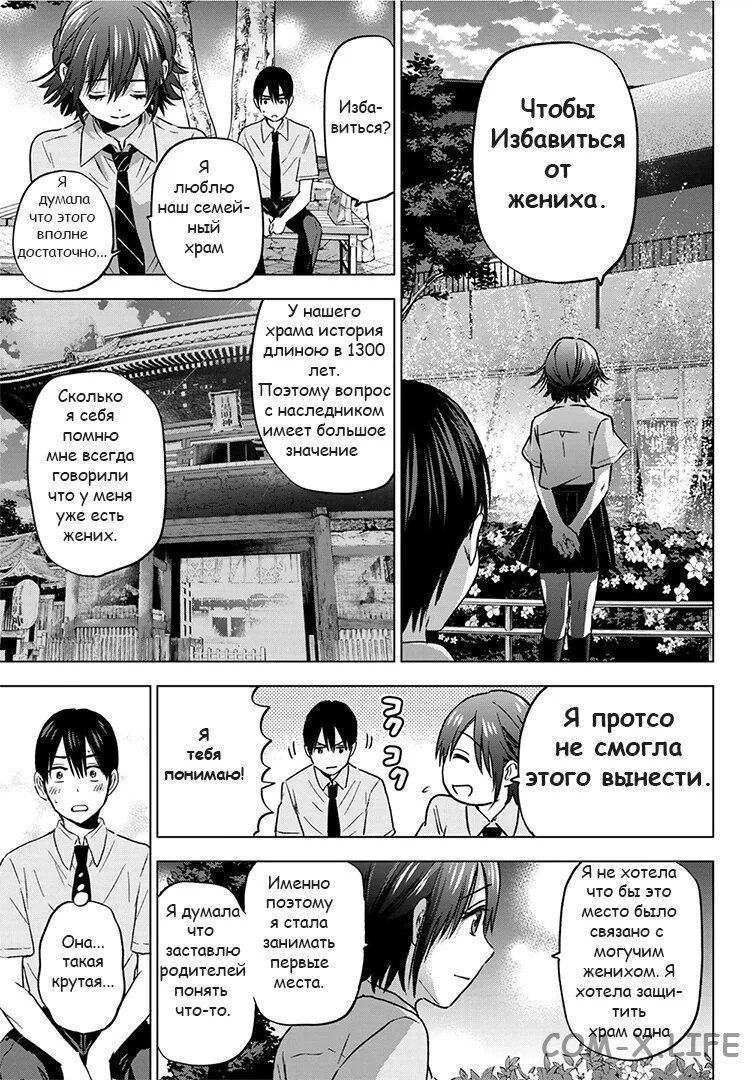 Чтобы
Избавиться
от
жениха.
Изба-
виться?
Я
люблю
наш семей-
ный
храм
Я
думала
что этого
вполне
достаточно...
У нашего
храма история
длиною в 1300
лет.
Поэтому вопрос
с наследником
имеет большое
значение
Сколько
я себя
помню
мне всегда
говорили
что у меня
уже есть
жених.
Я протсо
не смогла
этого вынести.
コクコク
Я
тебя
понимаю!
Я не хотела
что бы это
место было
связано с
могучим
женихом. Я
хотела защи-
тить
храм одна
Именно
поэтому
я стала
занимать
первые
места.
Я думала
что
заставлю
родителей
понять
что-то.
Она...
такая
крутая...
COM-X.LIFE